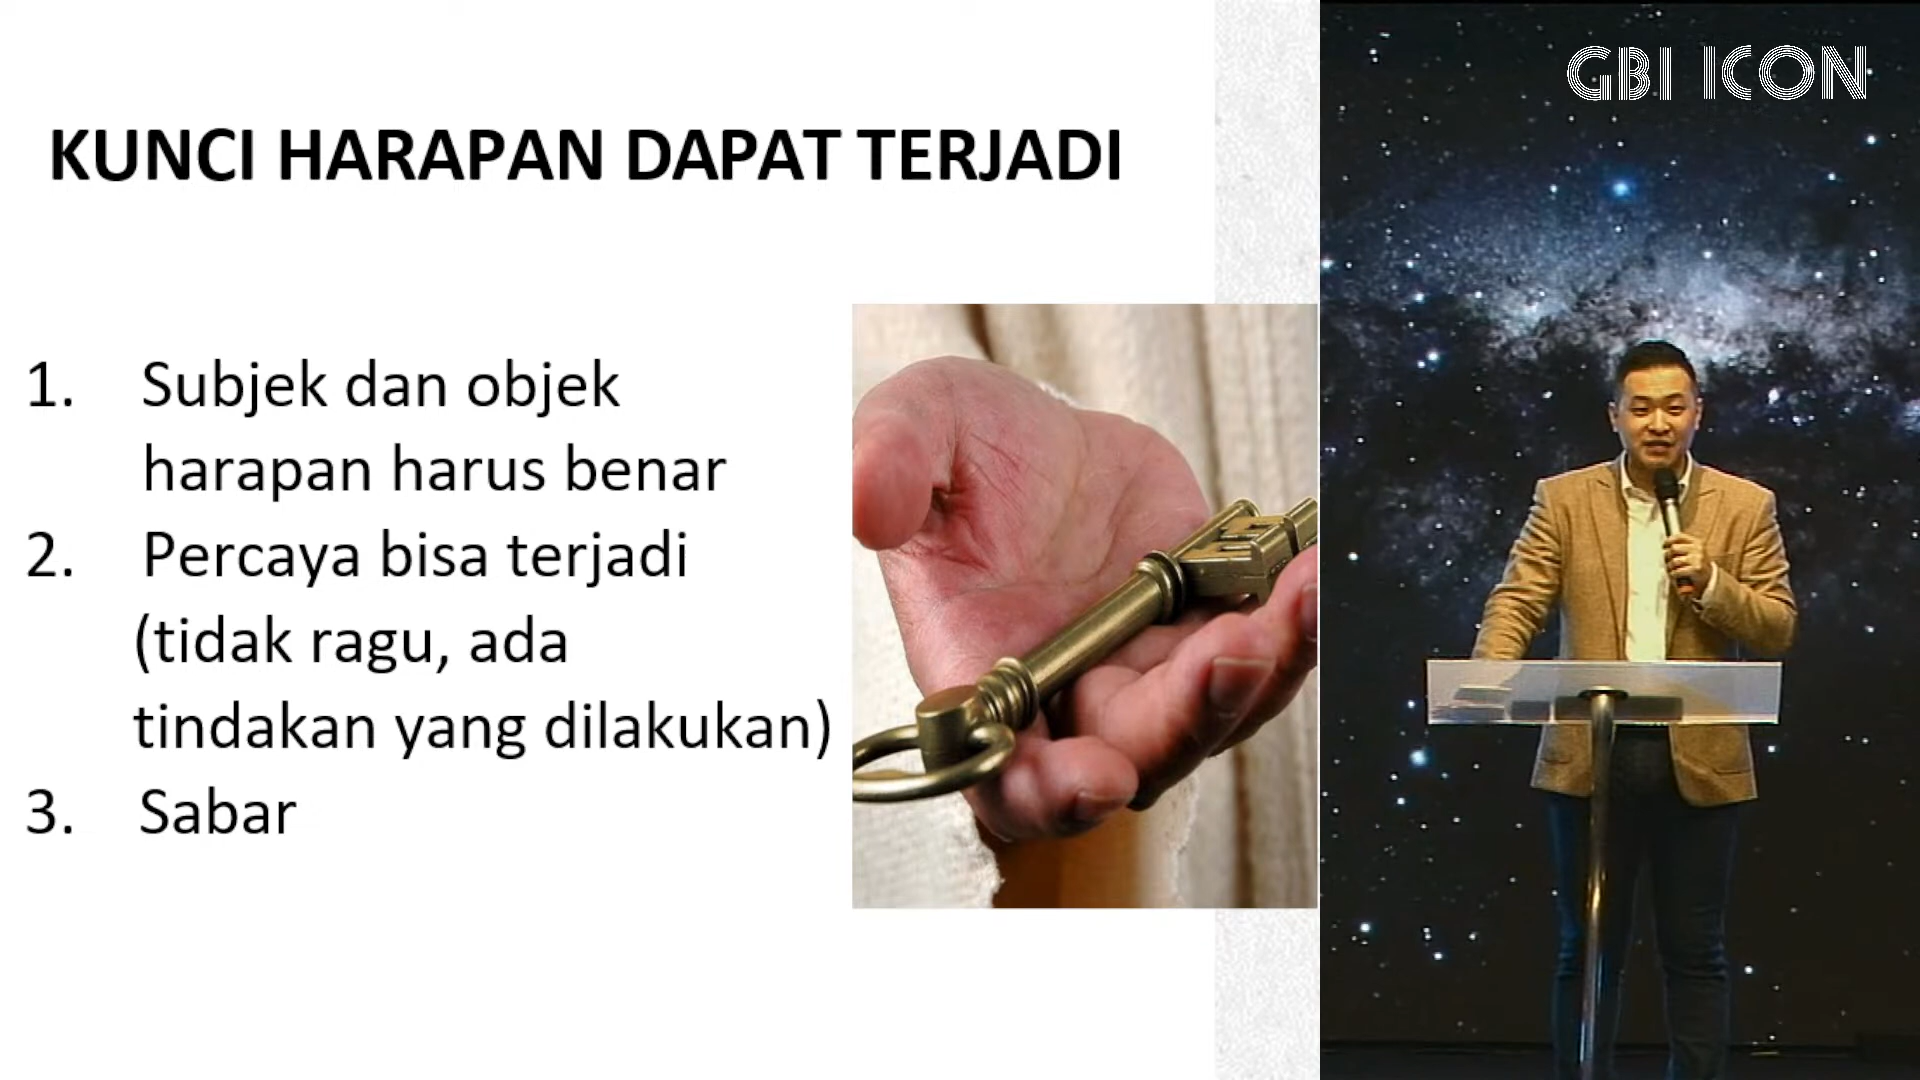 KUNCI HARAPAN DAPAT TERJADI
1. Subjek dan objek
harapan harus benar
2. Percaya bisa terjadi
(tidak ragu, ada
tindakan yang dilakukan)
3. Sabar
GBI ICON